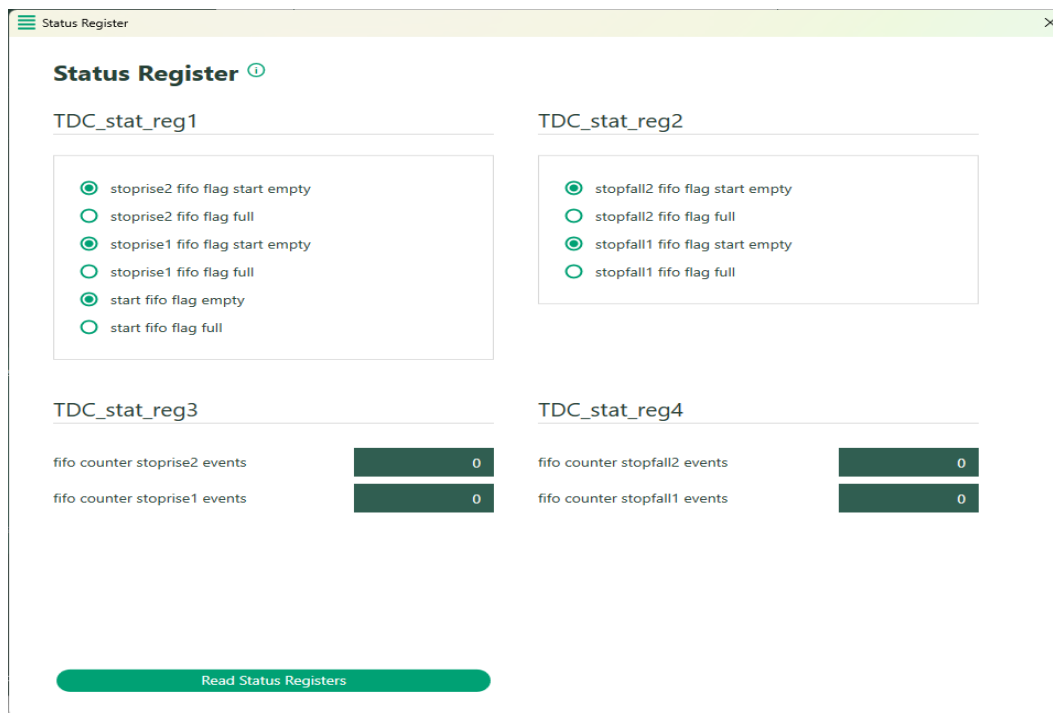 Status Register
Status Register
TDC_stat_reg1
stoprise2 fifo flag start empty
stoprise2 fifo flag full
stoprise1 fifo flag start empty
stoprise1 fifo flag full
start fifo flag empty
start fifo flag full
TDC_stat_reg2
stopfall2 fifo flag start empty
stopfall2 fifo flag full
stopfall1 fifo flag start empty
stopfall1 fifo flag full
TDC_stat_reg3
fifo counter stoprise2 events 0
fifo counter stoprise1 events 0
TDC_stat_reg4
fifo counter stopfall2 events 0
fifo counter stopfall1 events 0
Read Status Registers